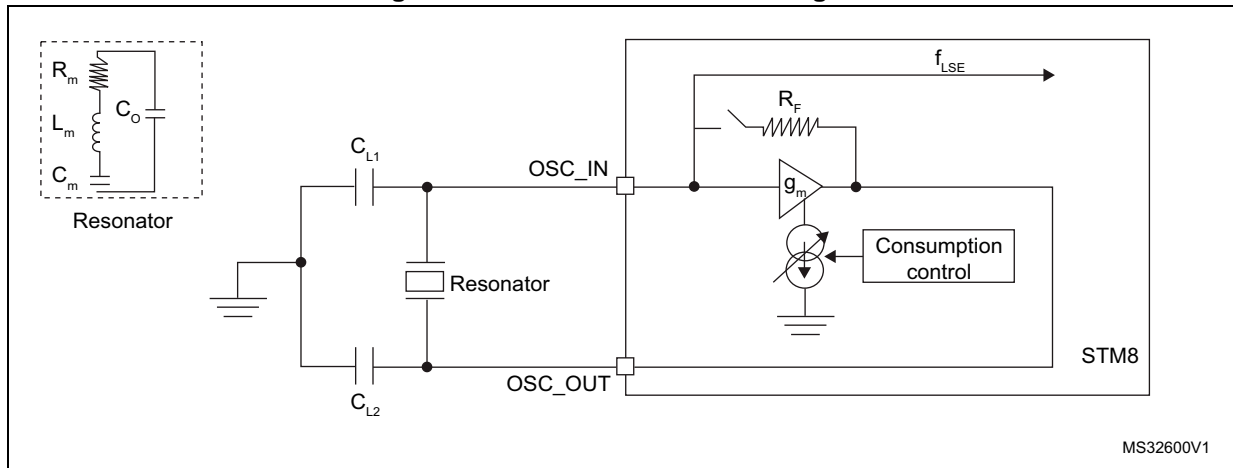 R_m
C_O
L_m
C_m
Resonator
C_L1
C_L2
Resonator
OSC_IN
OSC_OUT
f_LSE
R_F
g_m
Consumption
control
STM8
MS32600V1